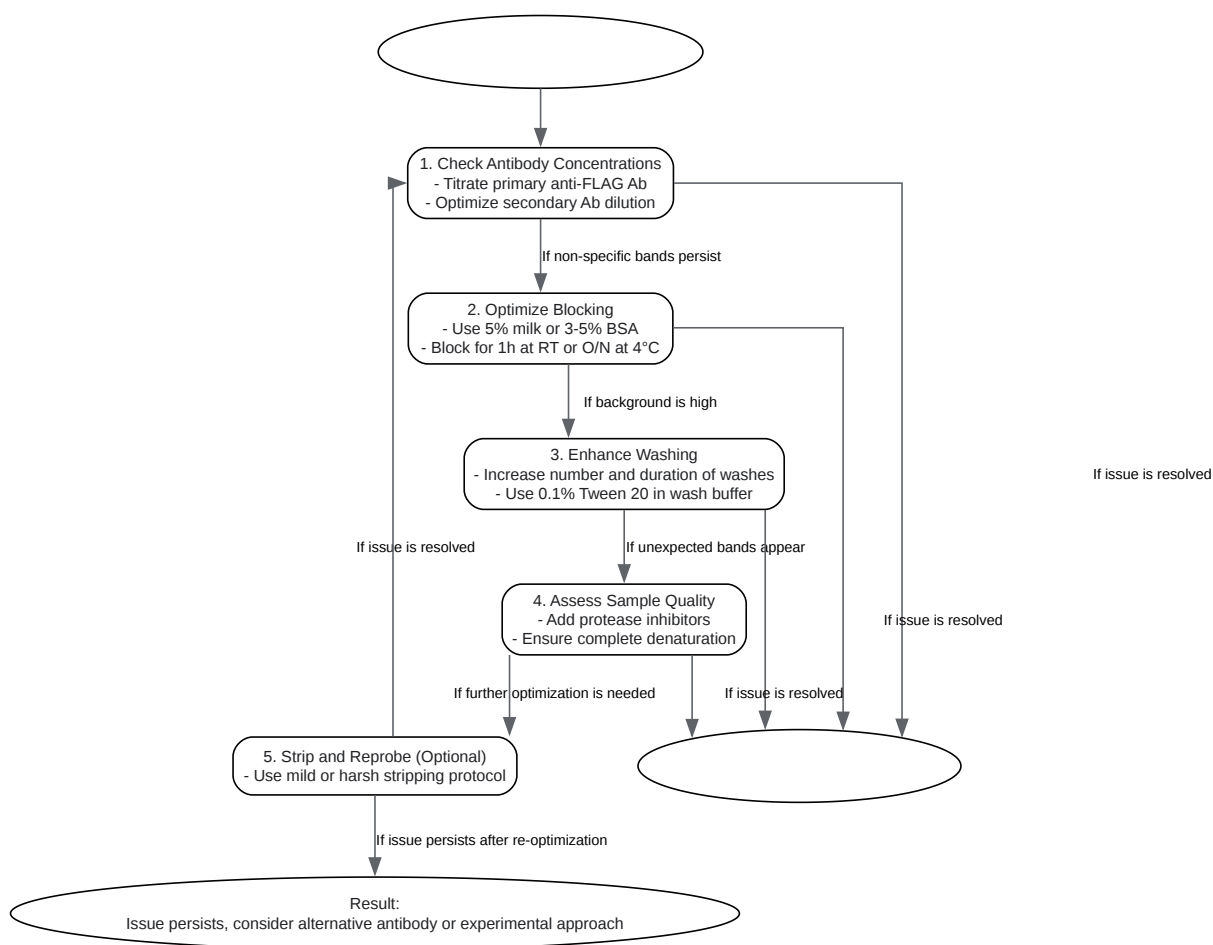 1. Check Antibody Concentrations
- Titrate primary anti-FLAG Ab
- Optimize secondary Ab dilution
If non-specific bands persist
2. Optimize Blocking
- Use 5% milk or 3-5% BSA
- Block for 1h at RT or O/N at 4°C
If background is high
3. Enhance Washing
- Increase number and duration of washes
- Use 0.1% Tween 20 in wash buffer
If issue is resolved
If issue is resolved
If unexpected bands appear
4. Assess Sample Quality
- Add protease inhibitors
- Ensure complete denaturation
If issue is resolved
If further optimization is needed
If issue is resolved
5. Strip and Reprobe (Optional)
- Use mild or harsh stripping protocol
If issue persists after re-optimization
Result:
Issue persists, consider alternative antibody or experimental approach